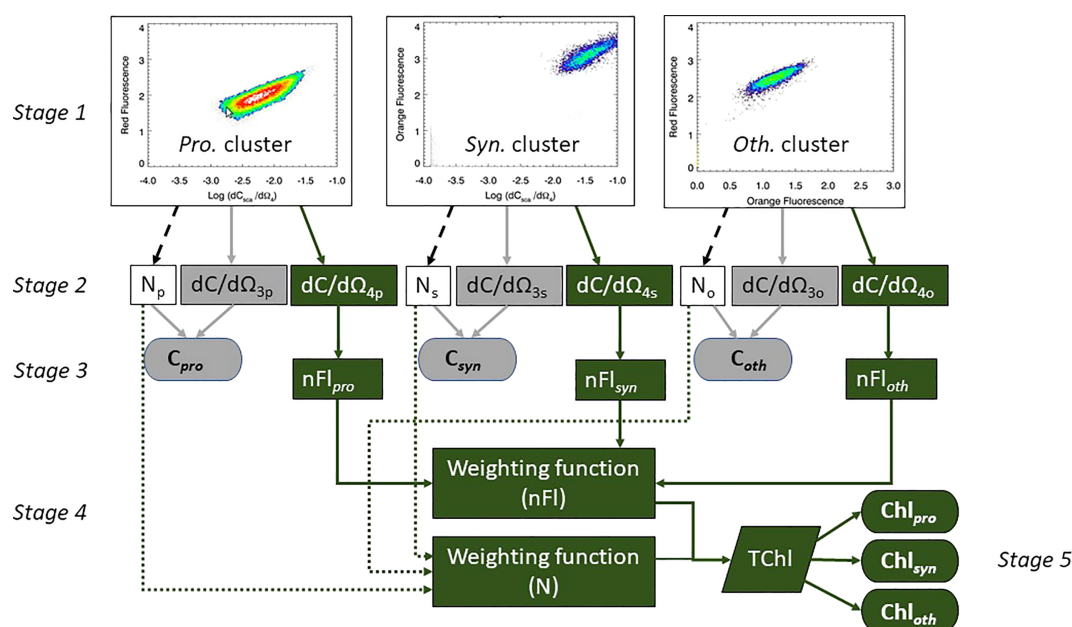 Stage 1
4
3
2
1
0
Red Fluorescence
Pro. cluster
-4.0 -3.5 -3.0 -2.5 -2.0 -1.5 -1.0
Log (dCsca/dΩ4)
4
3
2
1
0
Orange Fluorescence
Syn. cluster
-4.0 -3.5 -3.0 -2.5 -2.0 -1.5 -1.0
Log (dCsca/dΩ4)
4
3
2
1
0
Red Fluorescence
Oth. cluster
0.0 0.5 1.0 1.5 2.0 2.5 3.0
Orange Fluorescence
Stage 2
Np dC/dΩ3p dC/dΩ4p Ns dC/dΩ3s dC/dΩ4s No dC/dΩ3o dC/dΩ4o
Stage 3
Cpro nFlpro Csyn nFlsyn Coth nFloth
Stage 4
Weighting function
(nFl)
Weighting function
(N)
TChl
Chlpro
Chlsyn
Chloth
Stage 5